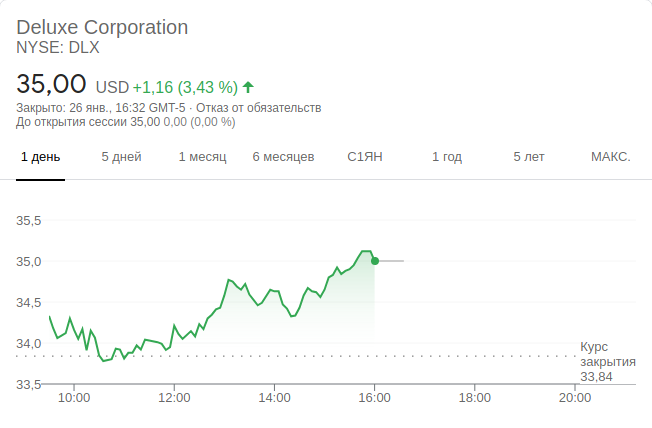 Deluxe Corporation
NYSE: DLX
35,00 USD +1,16 (3,43 %)
Закрыто: 26 янв., 16:32 GMT-5 · Отказ от обязательств
До открытия сессии 35,00 0,00 (0,00 %)
1 день 5 дней 1 месяц 6 месяцев С1ЯН 1 год 5 лет МАКС.
35,5
35,0
34,5
34,0
Курс
закрытия
33,84
33,5
10:00 12:00 14:00 16:00 18:00 20:00